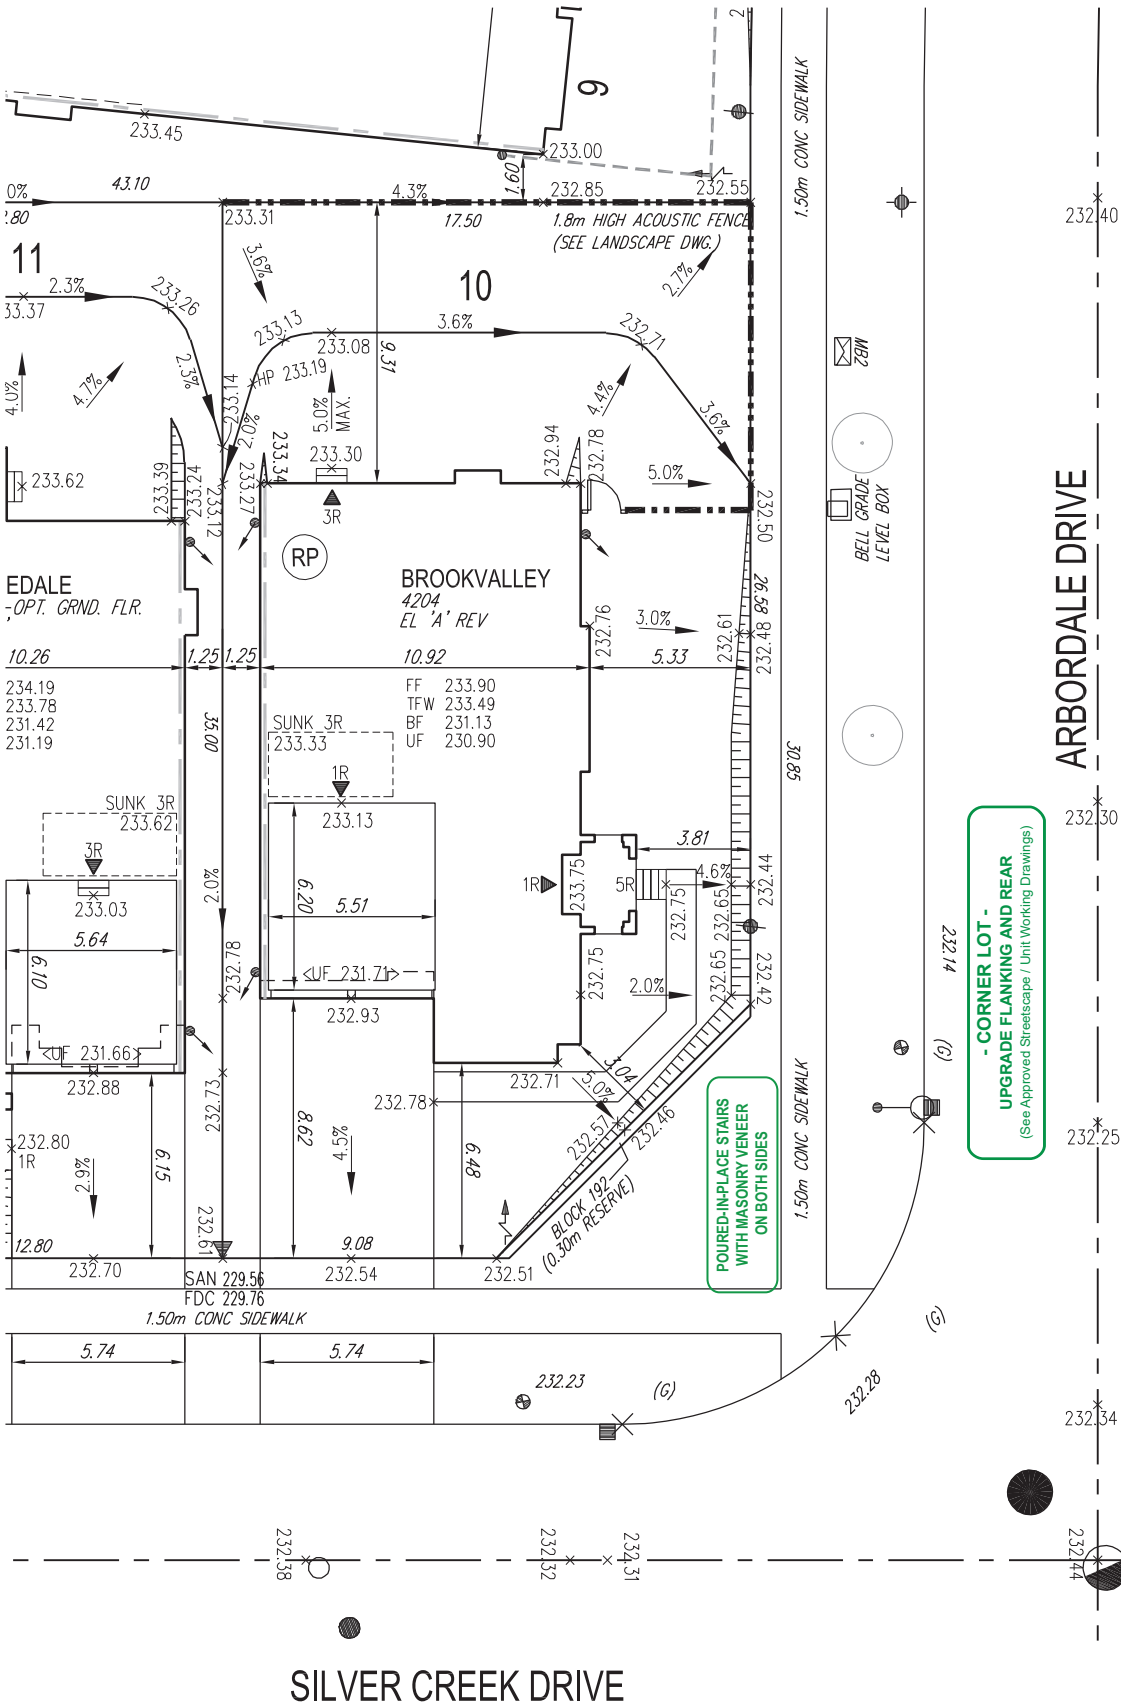 9
2
233.45
233.00
1.60
0%
43.10
4.3%
232.85
232.55
2.80
233.31
17.50
1.8m HIGH ACOUSTIC FENCE
(SEE LANDSCAPE DWG.)
1.50m CONC SIDEWALK
232.40
11
10
3.6%
2.7%
2.3%
233.26
33.37
233.13
233.08
3.6%
232.71
9.31
MB2
HP 233.19
2.3%
233.14
4.0%
4.7%
2.0%
5.0%
MAX.
4.4%
3.6%
233.62
233.39
233.24
233.12
233.27
233.34
233.30
3R
232.94
232.78
5.0%
232.50
BELL GRADE
LEVEL BOX
ARBORDALE DRIVE
RP
EDALE
-OPT. GRND. FLR.
BROOKVALLEY
4204
EL 'A' REV
26.58
232.76
3.0%
232.61
232.48
10.26
1.25
1.25
10.92
5.33
234.19
233.78
231.42
231.19
FF 233.90
TFW 233.49
BF 231.13
UF 230.90
35.00
SUNK 3R
233.33
1R
233.13
30.85
232.30
SUNK 3R
233.62
3R
233.03
5.64
6.10
2.0%
6.20
5.51
3.81
1R
233.75
5R
4.6%
232.75
232.65
232.44
232.78
<UF 231.71>
232.93
232.75
2.0%
232.65
232.42
232.14
- CORNER LOT -
UPGRADE FLANKING AND REAR
(See Approved Streetscape / Unit Working Drawings)
<UF 231.66>
232.88
232.73
232.71
232.78
3.04
5.0%
232.57
232.46
(G)
232.80
1R
2.9%
6.15
8.62
4.5%
6.48
BLOCK 192
(0.30m RESERVE)
POURED-IN-PLACE STAIRS
WITH MASONRY VENEER
ON BOTH SIDES
1.50m CONC SIDEWALK
232.25
12.80
232.70
232.61
9.08
232.54
232.51
SAN 229.56
FDC 229.76
1.50m CONC SIDEWALK
(G)
5.74
5.74
232.23
(G)
232.28
232.34
232.38
232.32
232.31
232.44
SILVER CREEK DRIVE